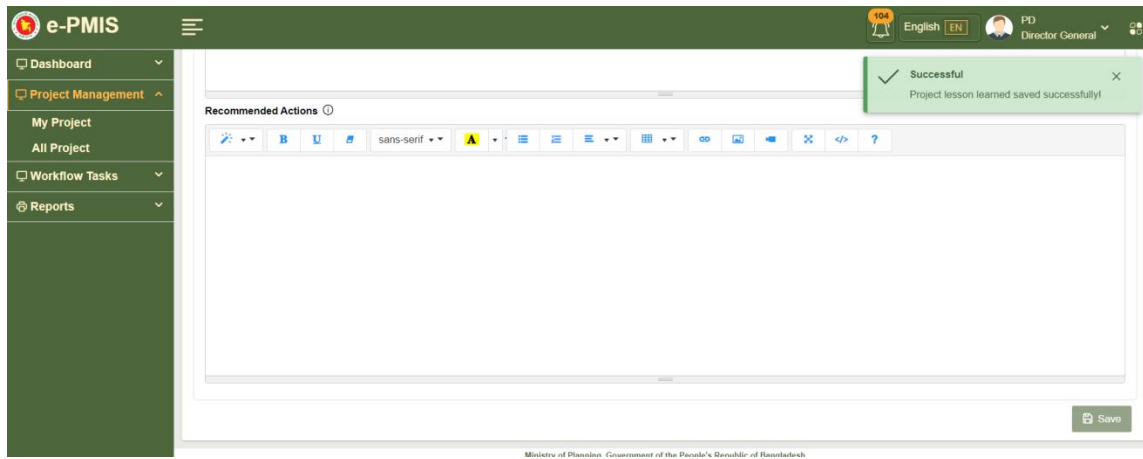 e-PMIS
104
English EN
PD
Director General
Dashboard
Project Management
My Project
All Project
Workflow Tasks
Reports
Successful
Project lesson learned saved successfully!
Recommended Actions
B U sans-serif A </> ?
Save
Ministry of Planning, Government of the People's Republic of Bangladesh